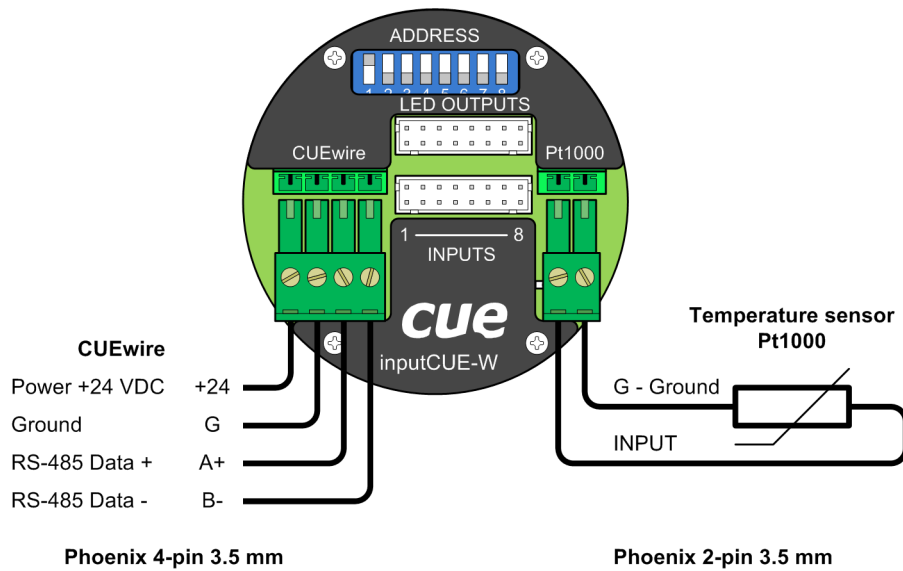 ADDRESS
1 2 3 4 5 6 7 8
LED OUTPUTS
CUEwire
Pt1000
1 8
INPUTS
cue
inputCUE-W
CUEwire
Power +24 VDC +24
Ground G
RS-485 Data + A+
RS-485 Data - B-
Phoenix 4-pin 3.5 mm
Temperature sensor
Pt1000
G - Ground
INPUT
Phoenix 2-pin 3.5 mm